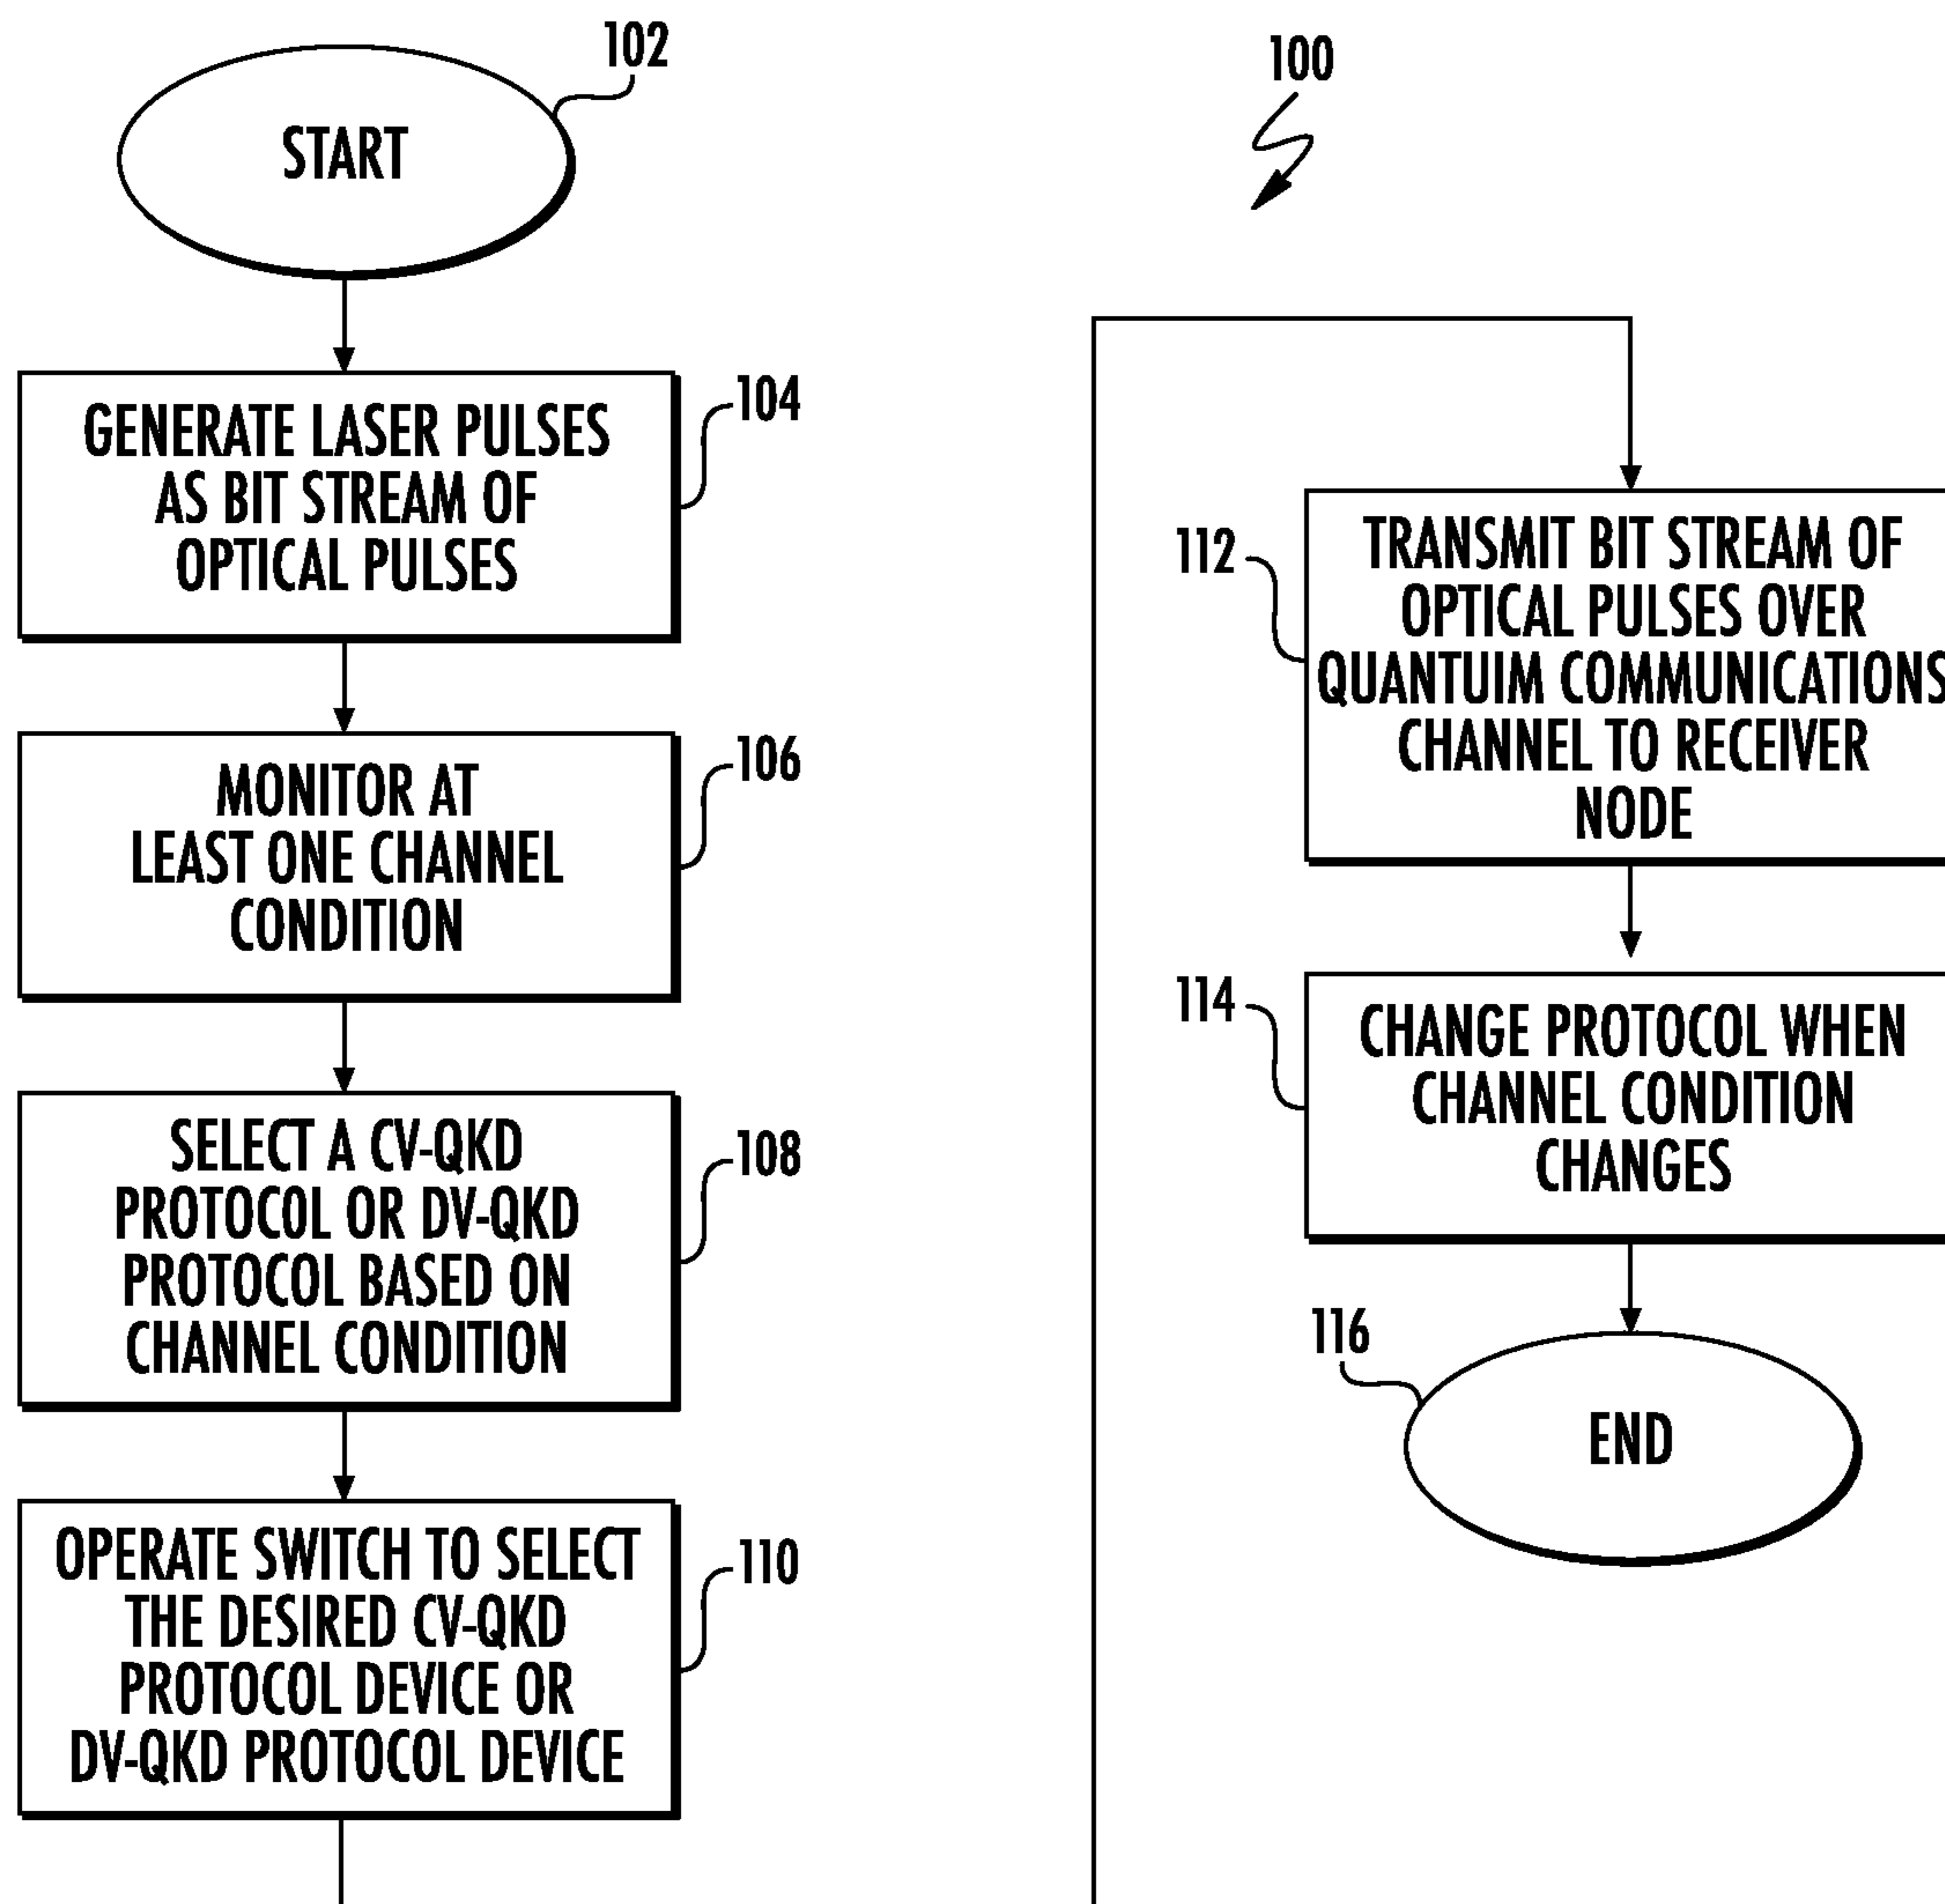 102
START
GENERATE LASER PULSES
AS BIT STREAM OF
OPTICAL PULSES
104
MONITOR AT
LEAST ONE CHANNEL
CONDITION
106
SELECT A CV-QKD
PROTOCOL OR DV-QKD
PROTOCOL BASED ON
CHANNEL CONDITION
108
OPERATE SWITCH TO SELECT
THE DESIRED CV-QKD
PROTOCOL DEVICE OR
DV-QKD PROTOCOL DEVICE
110
100
112
TRANSMIT BIT STREAM OF
OPTICAL PULSES OVER
QUANTUIM COMMUNICATIONS
CHANNEL TO RECEIVER
NODE
114
CHANGE PROTOCOL WHEN
CHANNEL CONDITION
CHANGES
116
END